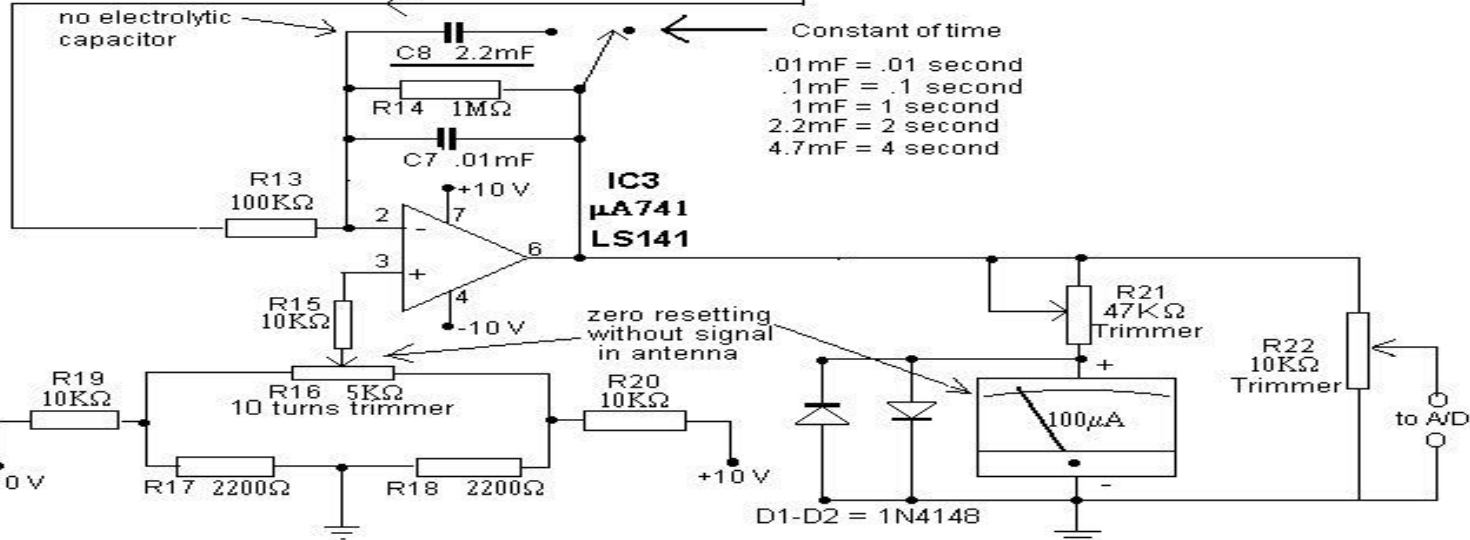 no electrolytic
capacitor
C8 2.2mF
Constant of time
.01mF = .01 second
.1mF = .1 second
1mF = 1 second
2.2mF = 2 second
4.7mF = 4 second
R14 1MΩ
C7 .01mF
R13
100KΩ
+10 V
IC3
μA741
LS141
2
-
7
6
3
+
4
-10 V
R15
10KΩ
zero resetting
without signal
in antenna
R21
47KΩ
Trimmer
R22
10KΩ
Trimmer
R19
10KΩ
R16 5KΩ
10 turns trimmer
R20
10KΩ
+
100μA
to A/D
0 V
R17 2200Ω
R18 2200Ω
+10 V
-
D1-D2 = 1N4148